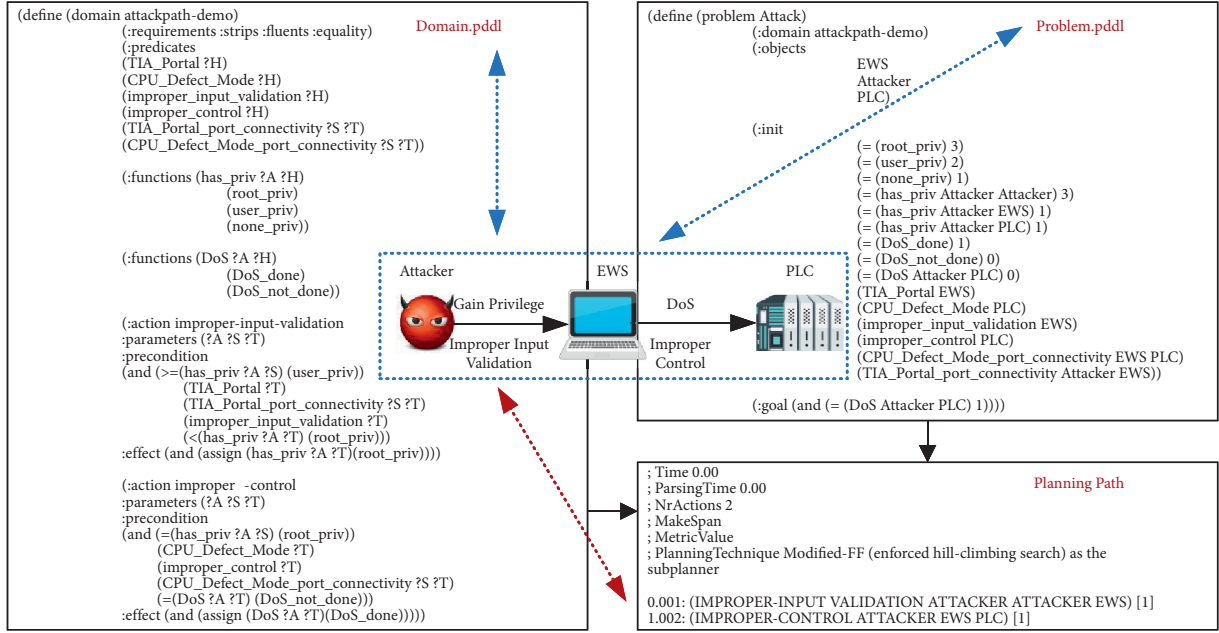 (define (domain attackpath-demo)
(:requirements :strips :fluents :equality)
Domain.pddl
(:predicates
(TIA_Portal ?H)
(CPU_Defect_Mode ?H)
(improper_input_validation ?H)
(improper_control ?H)
(TIA_Portal_port_connectivity ?S ?T)
(CPU_Defect_Mode_port_connectivity ?S ?T))
(:functions (has_priv ?A ?H)
(root_priv)
(user_priv)
(none_priv))
(:functions (DoS ?A ?H)
(DoS_done)
(DoS_not_done))
(:action improper-input-validation
:parameters (?A ?S ?T)
:precondition
(and (>=(has_priv ?A ?S) (user_priv))
(TIA_Portal ?T)
(TIA_Portal_port_connectivity ?S ?T)
(improper_input_validation ?T)
(<(has_priv ?A ?T) (root_priv)))
:effect (and (assign (has_priv ?A ?T)(root_priv))))
(:action improper -control
:parameters (?A ?S ?T)
:precondition
(and (=(has_priv ?A ?S) (root_priv))
(CPU_Defect_Mode ?T)
(improper_control ?T)
(CPU_Defect_Mode_port_connectivity ?S ?T)
(=(DoS ?A ?T) (DoS_not_done)))
:effect (and (assign (DoS ?A ?T)(DoS_done)))))
Attacker
EWS
PLC
Gain Privilege
DoS
Improper Input
Validation
Improper
Control
(define (problem Attack)
Problem.pddl
(:domain attackpath-demo)
(:objects
EWS
Attacker
PLC)
(:init
(= (root_priv) 3)
(= (user_priv) 2)
(= (none_priv) 1)
(= (has_priv Attacker Attacker) 3)
(= (has_priv Attacker EWS) 1)
(= (has_priv Attacker PLC) 1)
(= (DoS_done) 1)
(= (DoS_not_done) 0)
(= (DoS Attacker PLC) 0)
(TIA_Portal EWS)
(CPU_Defect_Mode PLC)
(improper_input_validation EWS)
(improper_control PLC)
(CPU_Defect_Mode_port_connectivity EWS PLC)
(TIA_Portal_port_connectivity Attacker EWS))
(:goal (and (= (DoS Attacker PLC) 1))))
; Time 0.00
Planning Path
; ParsingTime 0.00
; NrActions 2
; MakeSpan
; MetricValue
; PlanningTechnique Modified-FF (enforced hill-climbing search) as the
subplanner
0.001: (IMPROPER-INPUT VALIDATION ATTACKER ATTACKER EWS) [1]
1.002: (IMPROPER-CONTROL ATTACKER EWS PLC) [1]